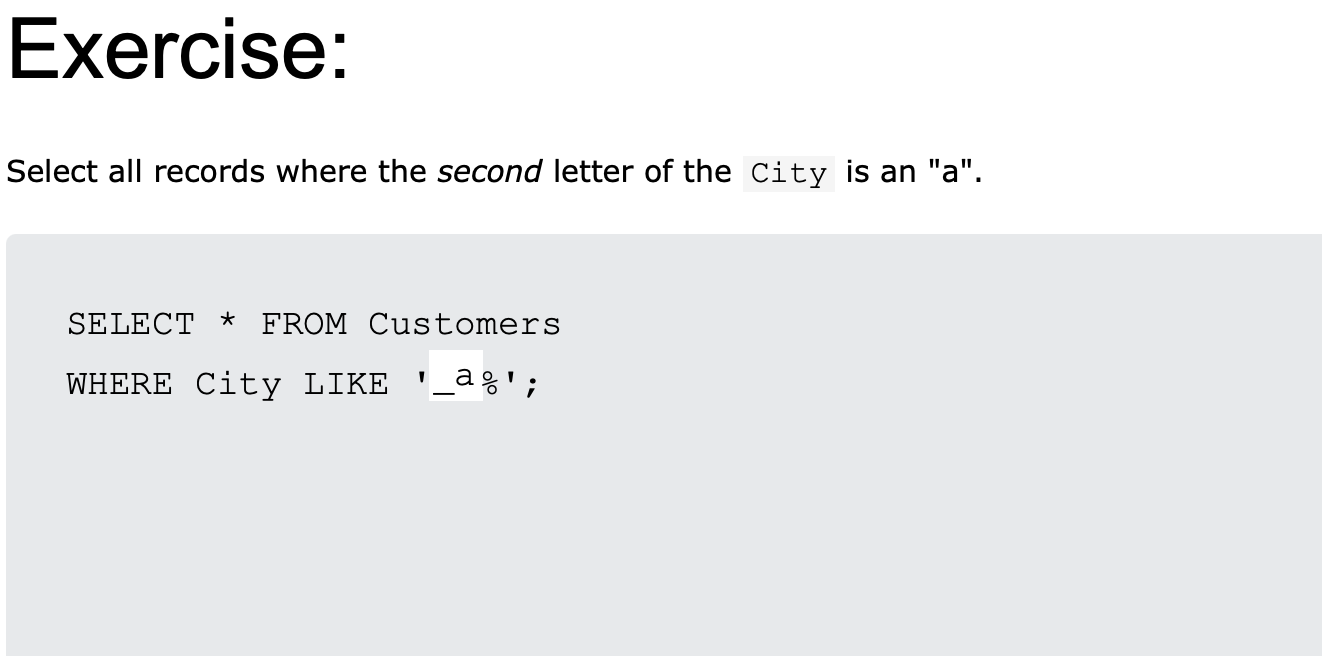 Exercise:
Select all records where the second letter of the City is an "a".
SELECT * FROM Customers
WHERE City LIKE '_a%';